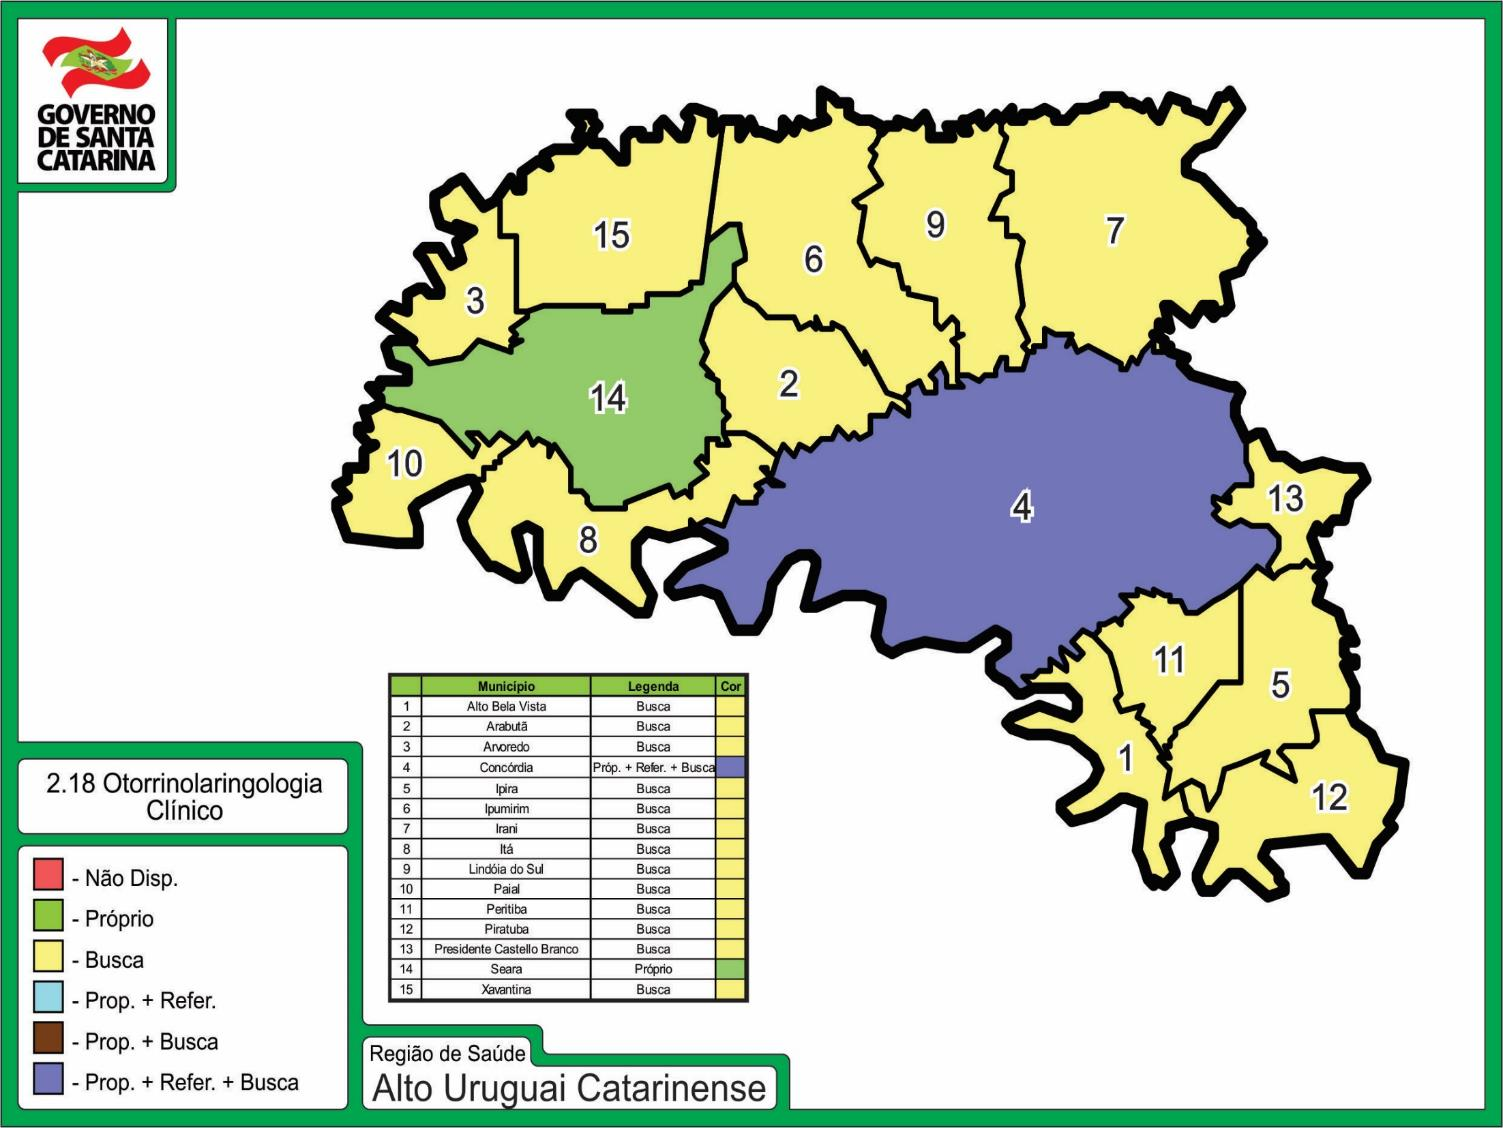 GOVERNO
DE SANTA
CATARINA
15
9
7
6
3
14
2
10
4
13
8
11
5
1
12
Município Legenda Cor
1 Alto Bela Vista Busca
2 Arabutã Busca
3 Arvoredo Busca
4 Concórdia Próp. + Refer. + Busca
5 Ipira Busca
6 Ipumirim Busca
7 Irani Busca
8 Itá Busca
9 Lindóia do Sul Busca
10 Paial Busca
11 Peritiba Busca
12 Piratuba Busca
13 Presidente Castello Branco Busca
14 Seara Próprio
15 Xavantina Busca
2.18 Otorrinolaringologia
Clínico
- Não Disp.
- Próprio
- Busca
- Prop. + Refer.
- Prop. + Busca
- Prop. + Refer. + Busca
Região de Saúde
Alto Uruguai Catarinense